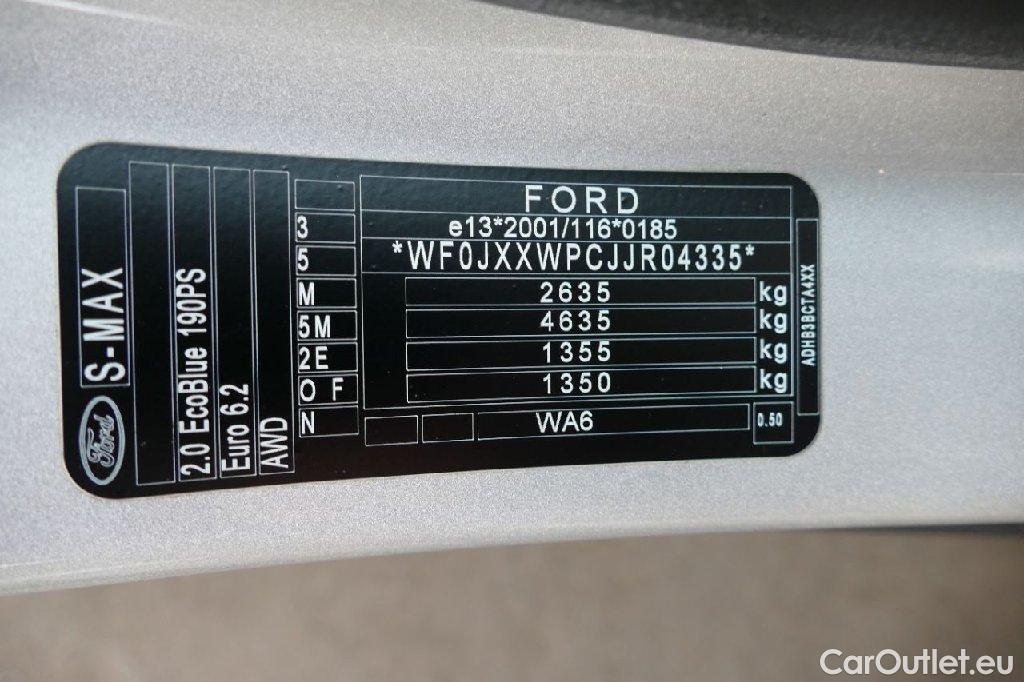 FORD
e13*2001/116*0185
*WF0JXXWPCJJR04335*
2635 kg
4635 kg
1355 kg
1350 kg
WA6 0.50
3
5
M
5M
2E
O F
N
ADHB3BCTA4XX
Ford S-MAX
2.0 EcoBlue 190PS
Euro 6.2
AWD
CarOutlet.eu